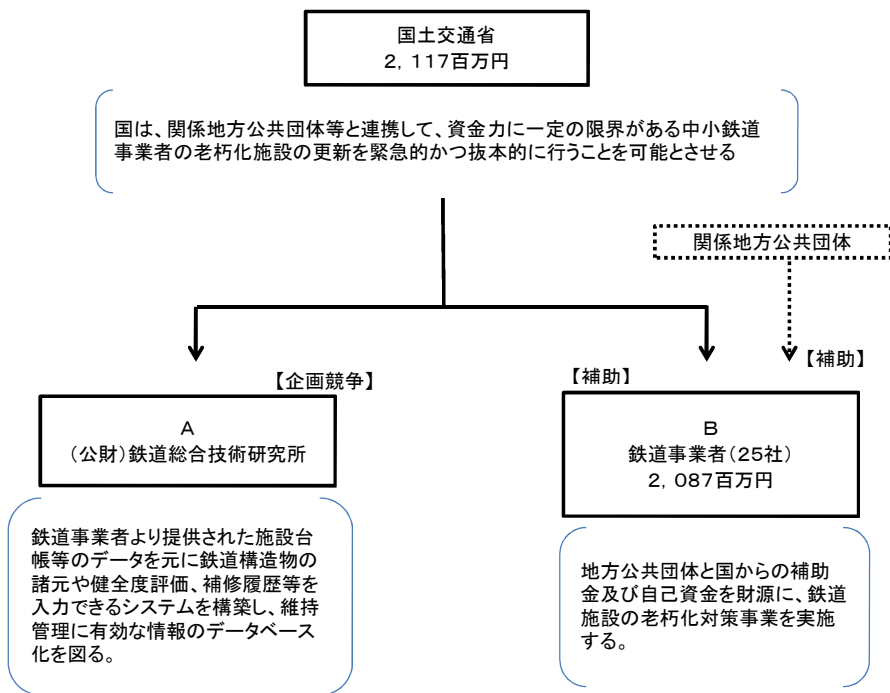 国土交通省
２，１１７百万円
国は、関係地方公共団体等と連携して、資金力に一定の限界がある中小鉄道
事業者の老朽化施設の更新を緊急的かつ抜本的に行うことを可能とさせる
関係地方公共団体
【企画競争】
【補助】
【補助】
Ａ
（公財）鉄道総合技術研究所
Ｂ
鉄道事業者（２５社）
２，０８７百万円
鉄道事業者より提供された施設台
帳等のデータを元に鉄道構造物の
諸元や健全度評価、補修履歴等を
入力できるシステムを構築し、維持
管理に有効な情報のデータベース
化を図る。
地方公共団体と国からの補助
金及び自己資金を財源に、鉄道
施設の老朽化対策事業を実施
する。